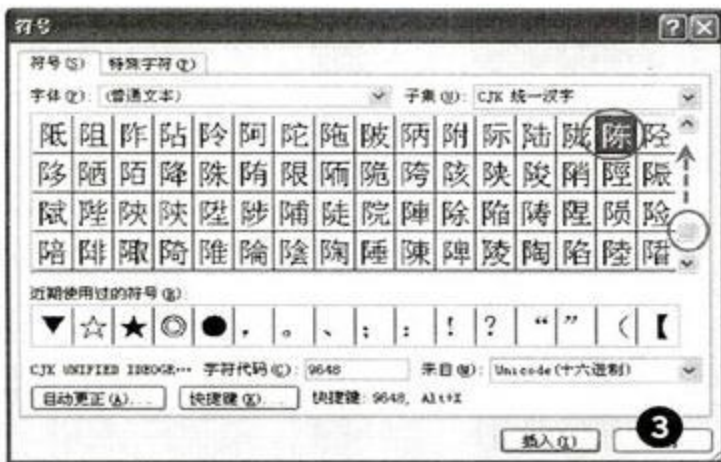 符号
符号(S) 特殊字符(P)
字体(F): (普通文本) 子集(U): CJK 统一汉字
阺 阻 阼 阽 阾 阿 陀 陁 陂 陃 附 际 陆 陇 陈 陉
陊 陋 陌 降 陎 陏 限 陑 陒 陓 陔 陕 陖 陗 陘 陙
陚 陛 陜 陝 陞 陟 陠 陡 院 陣 除 陥 陦 陧 陨 险
陪 陫 陬 陭 陮 陯 陰 陱 陲 陳 陴 陵 陶 陷 陸 陹
近期使用过的符号(R):
▼ ☆ ★ ◎ ● ， 。 、 ； ： ！ ？ “ ” （ 【
CJK UNIFIED IDEOGR… 字符代码(C): 9648 来自(M): Unicode(十六进制)
自动更正(A)... 快捷键(K)... 快捷键: 9648, Alt+X
插入(I) 3